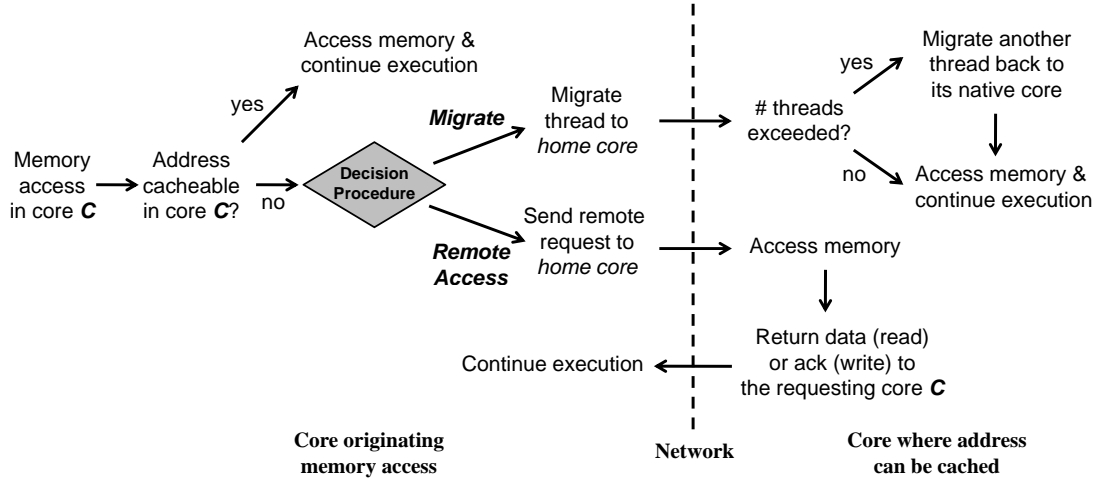 Memory
access
in core C
Address
cacheable
in core C?
yes
Access memory &
continue execution
no
Decision
Procedure
Migrate
Migrate
thread to
home core
Remote
Access
Send remote
request to
home core
# threads
exceeded?
yes
Migrate another
thread back to
its native core
no
Access memory &
continue execution
Access memory
Return data (read)
or ack (write) to
the requesting core C
Continue execution
Core originating
memory access
Network
Core where address
can be cached